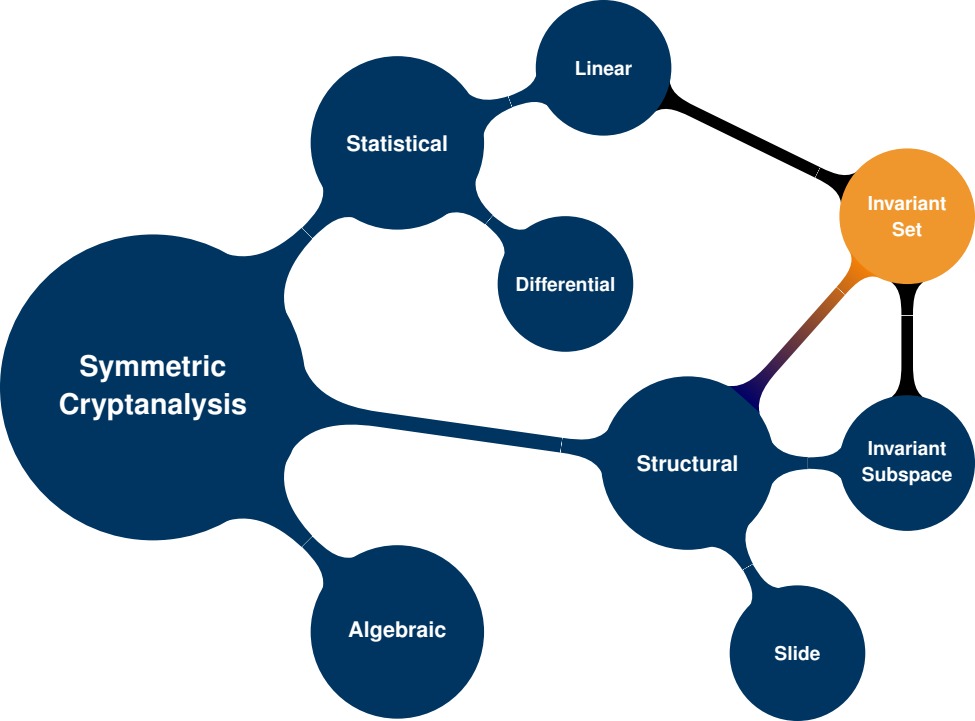 Linear
Statistical
Invariant
Set
Differential
Symmetric
Cryptanalysis
Structural
Invariant
Subspace
Algebraic
Slide